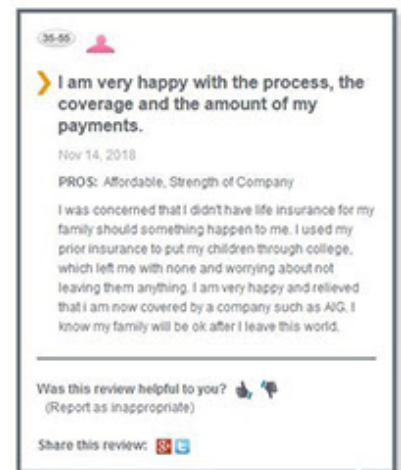 35-55
I am very happy with the process, the
coverage and the amount of my
payments.
Nov 14, 2018
PROS: Affordable, Strength of Company
I was concerned that I didn't have life insurance for my
family should something happen to me. I used my
prior insurance to put my children through college,
which left me with none and worrying about not
leaving them anything. I am very happy and relieved
that i am now covered by a company such as AIG. I
know my family will be ok after I leave this world.
Was this review helpful to you?
(Report as inappropriate)
Share this review: